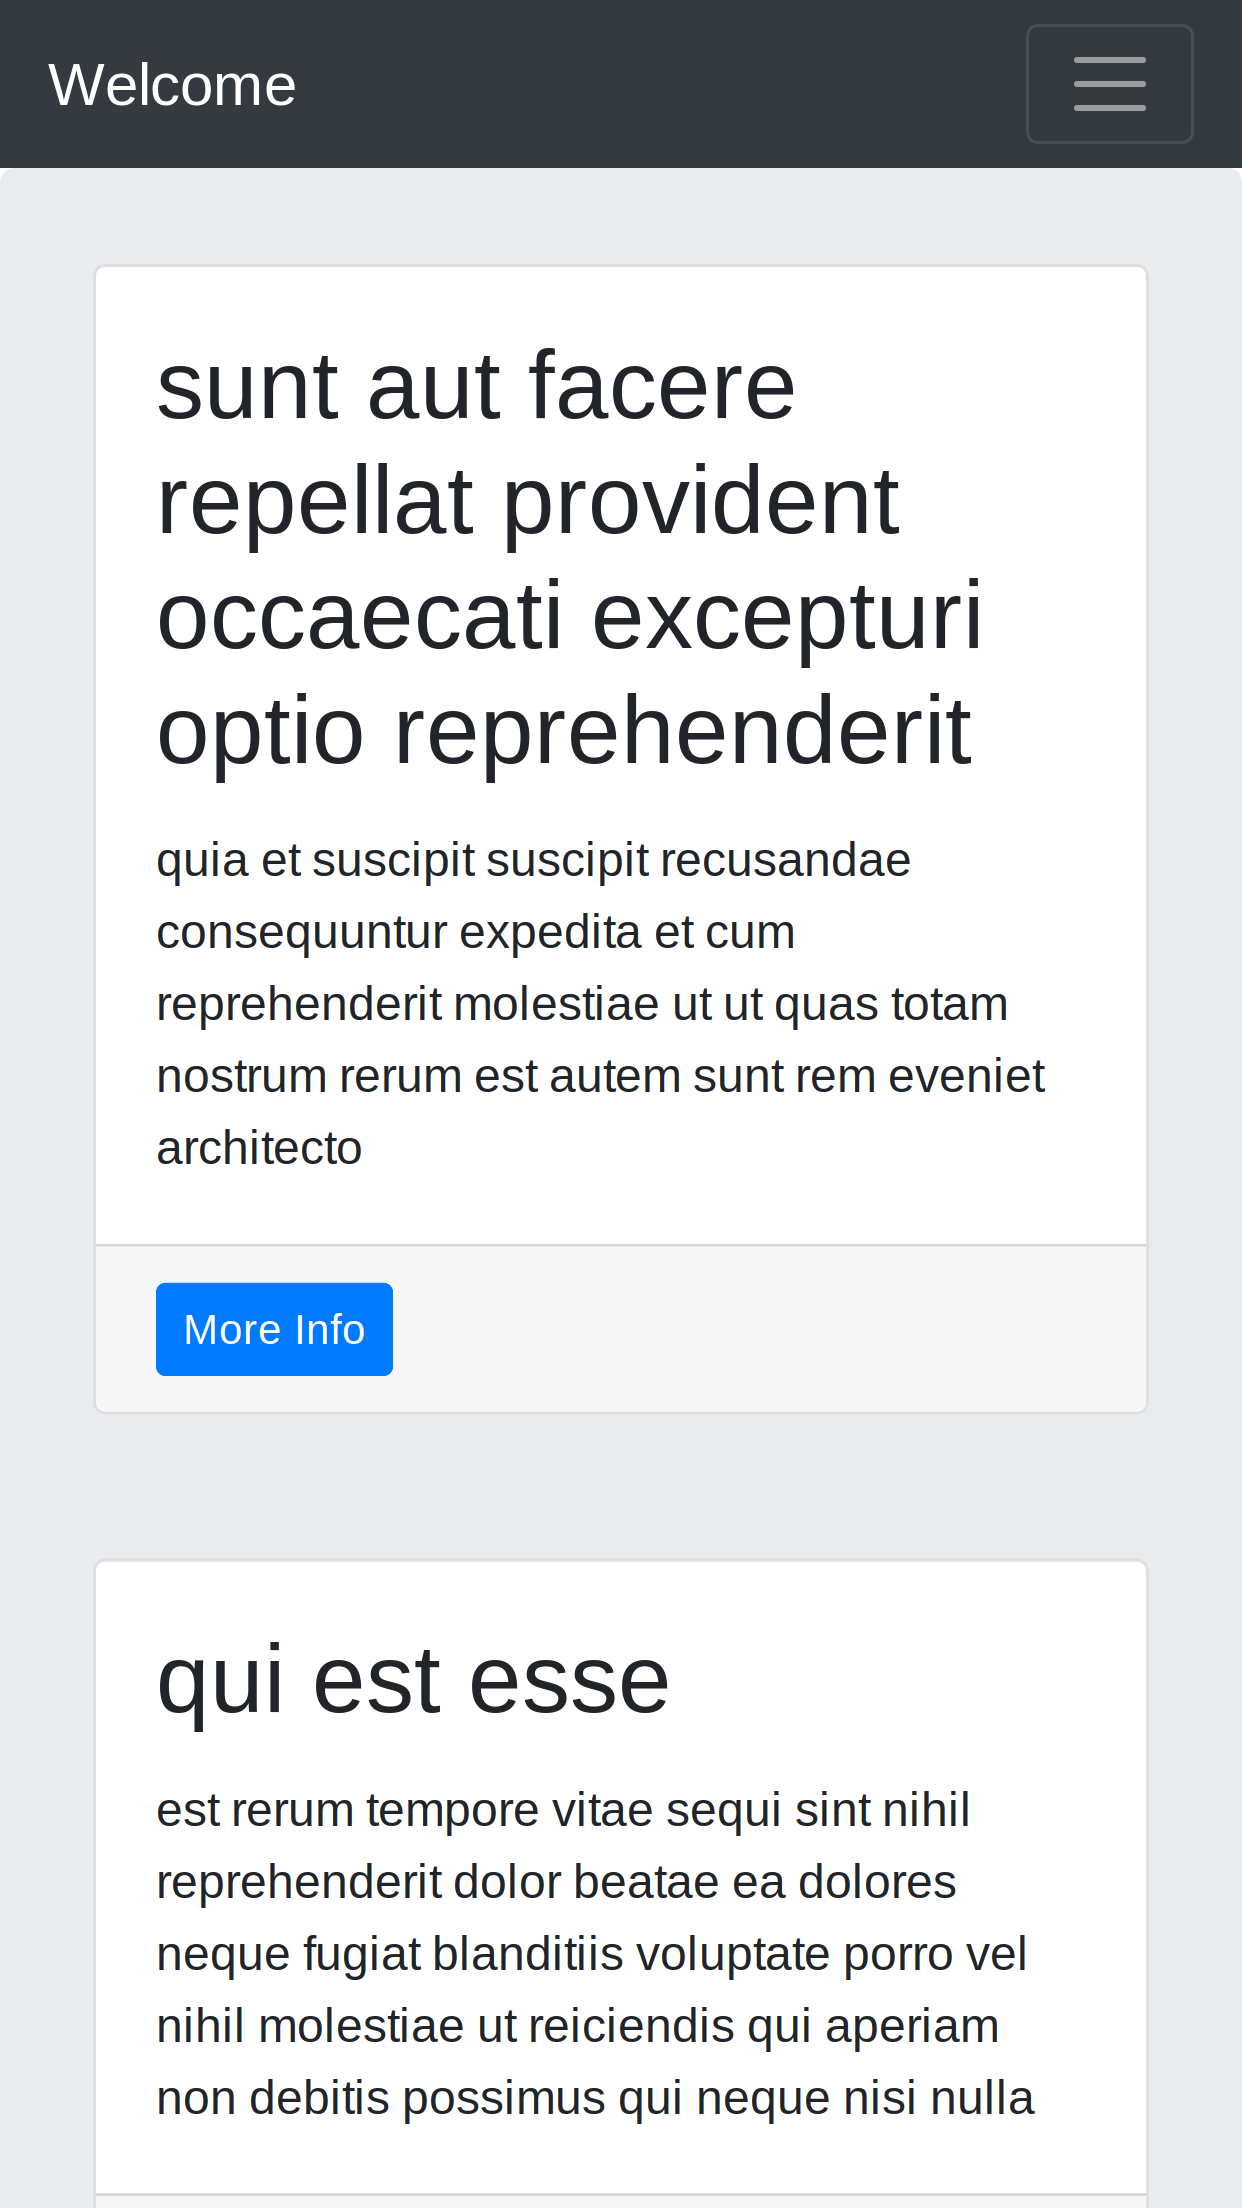 Welcome
sunt aut facere
repellat provident
occaecati excepturi
optio reprehenderit
quia et suscipit suscipit recusandae
consequuntur expedita et cum
reprehenderit molestiae ut ut quas totam
nostrum rerum est autem sunt rem eveniet
architecto
More Info
qui est esse
est rerum tempore vitae sequi sint nihil
reprehenderit dolor beatae ea dolores
neque fugiat blanditiis voluptate porro vel
nihil molestiae ut reiciendis qui aperiam
non debitis possimus qui neque nisi nulla